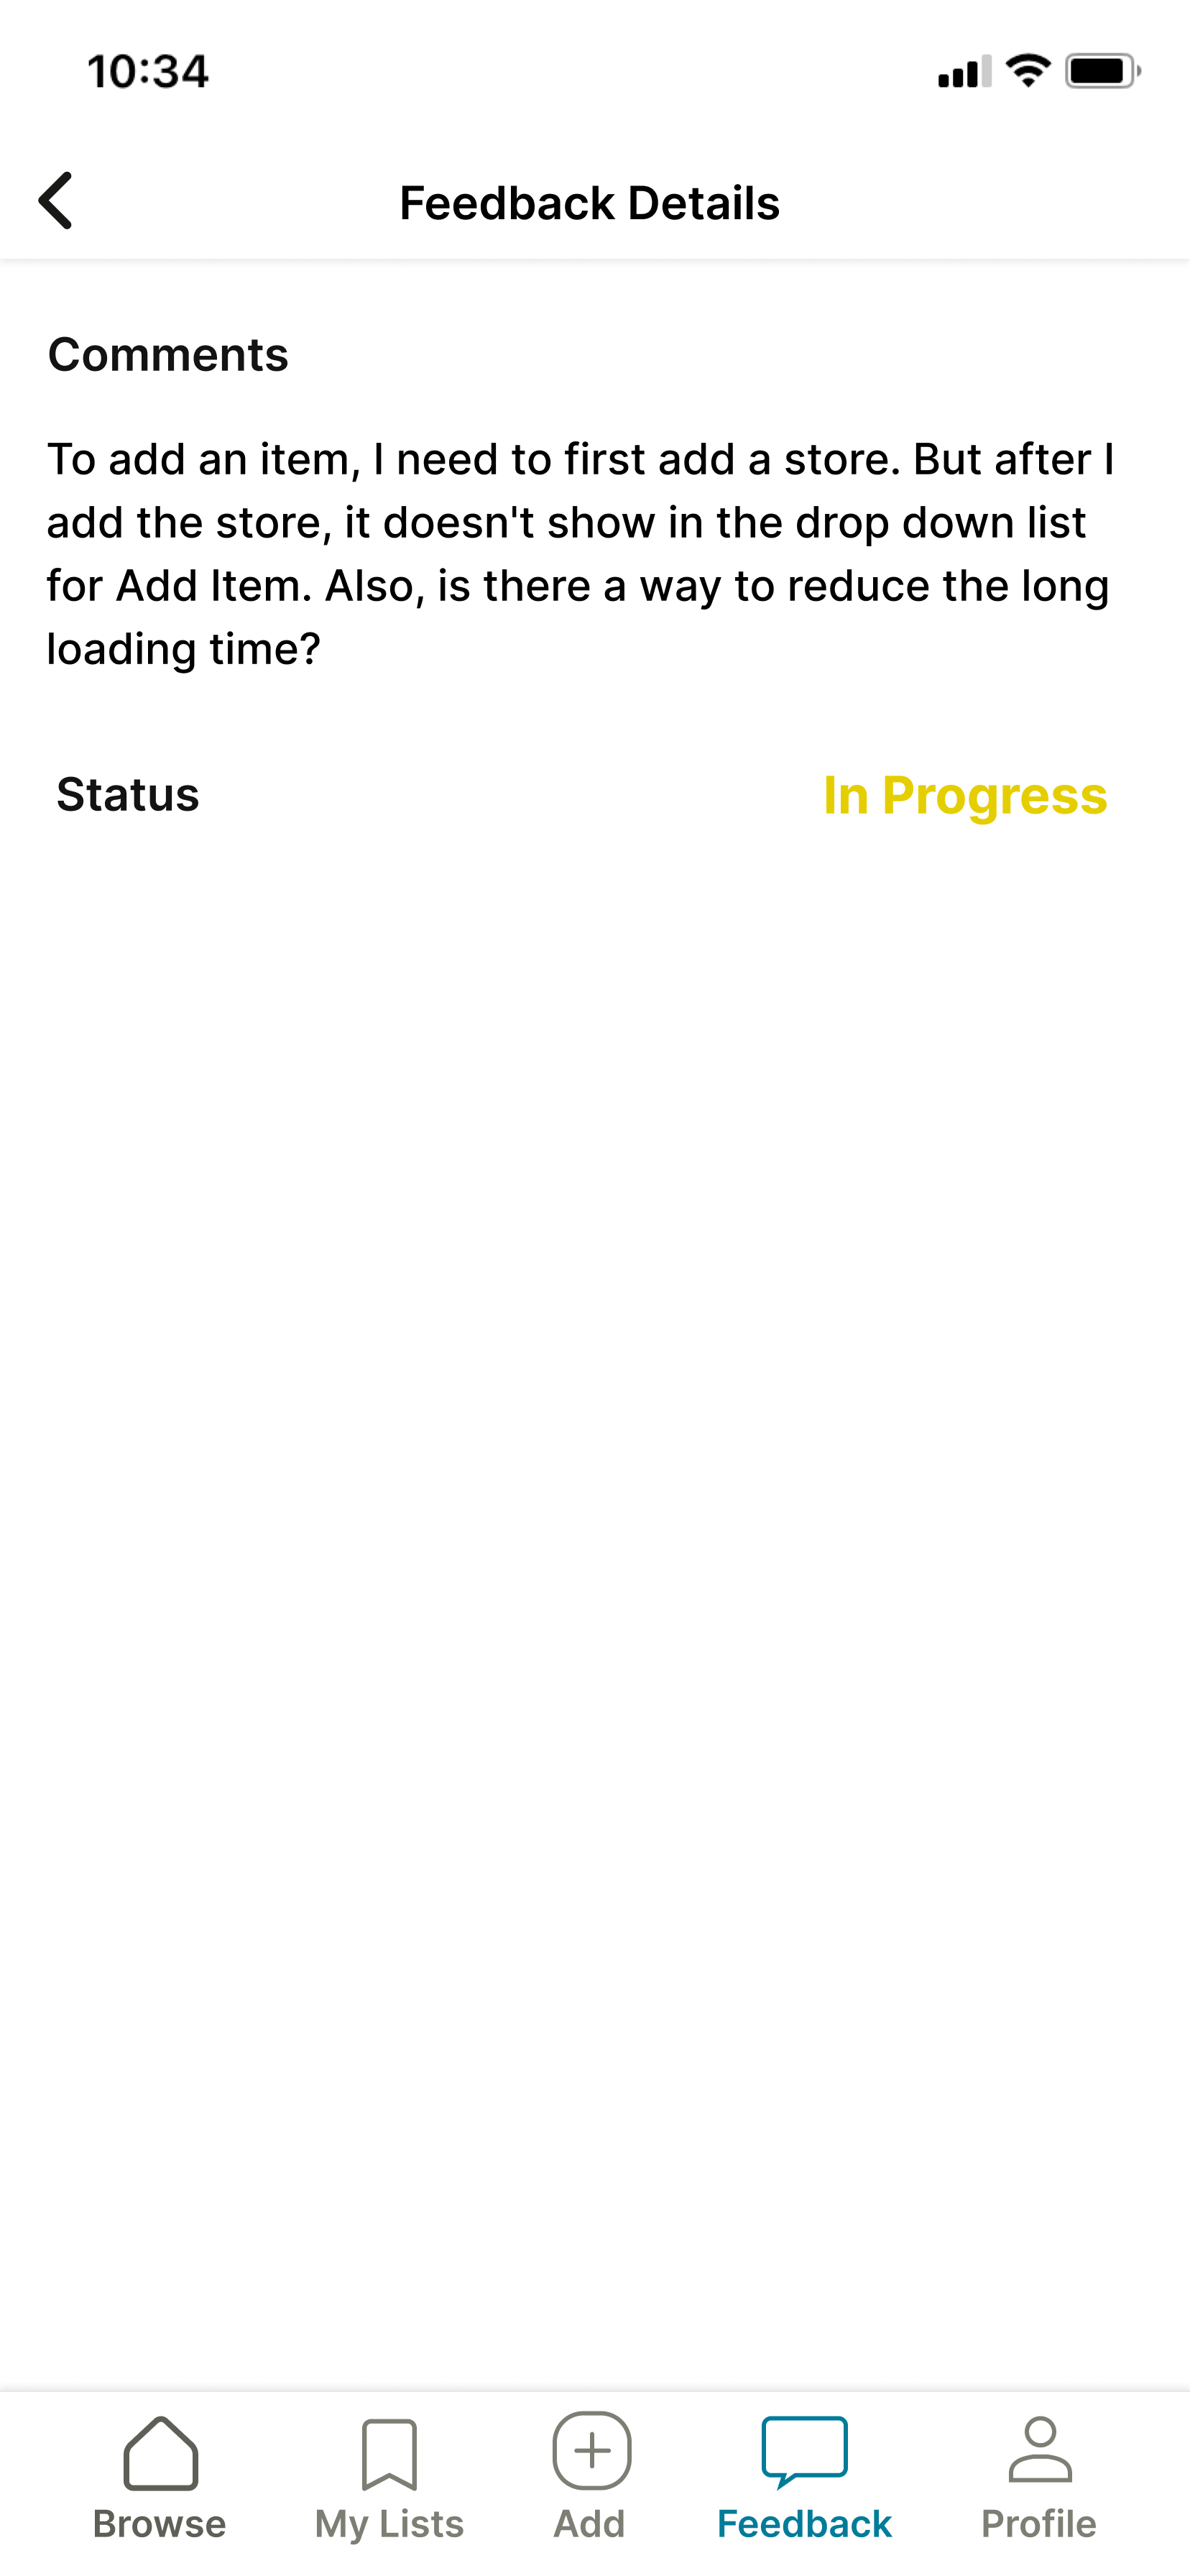 10:34
Feedback Details
Comments
To add an item, I need to first add a store. But after I
add the store, it doesn't show in the drop down list
for Add Item. Also, is there a way to reduce the long
loading time?
Status In Progress
Browse My Lists Add Feedback Profile